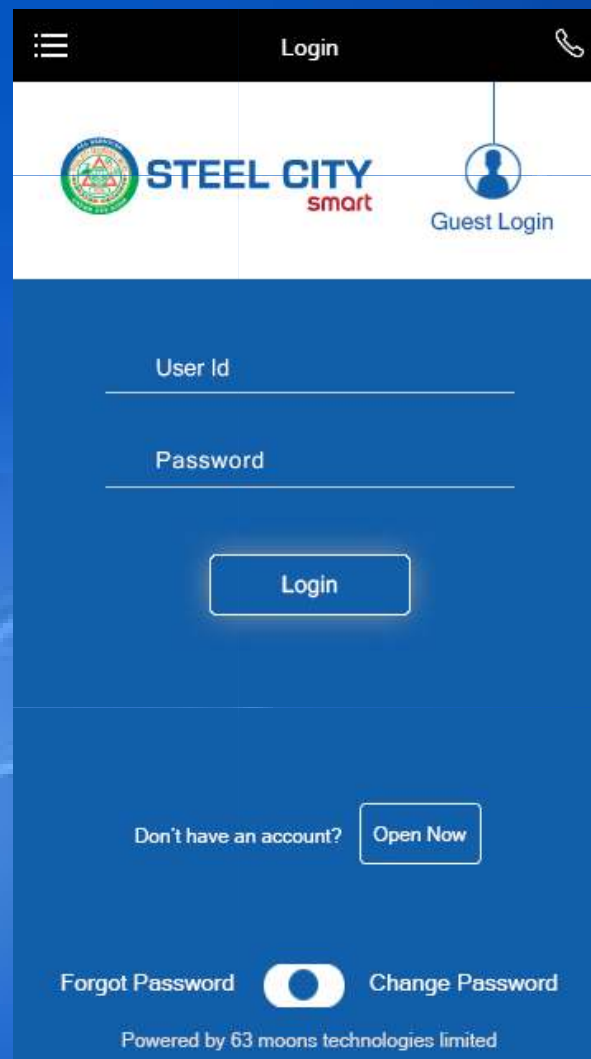 Login
STEEL CITY
smart
Guest Login
User Id
Password
Login
Don't have an account?
Open Now
Forgot Password
Change Password
Powered by 63 moons technologies limited